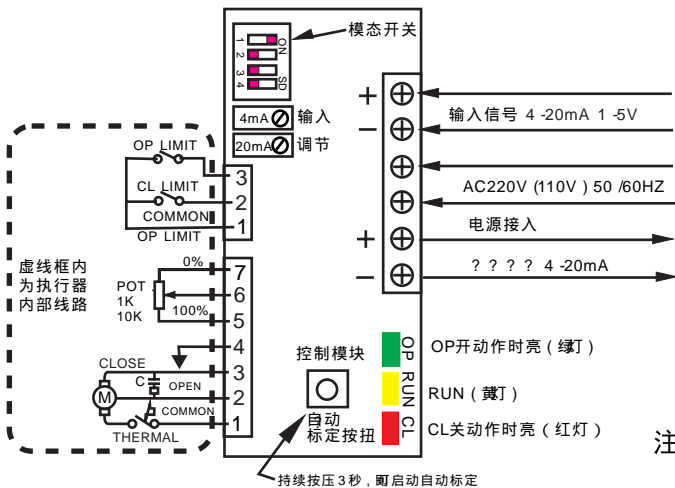 模态开关
1
2
3
4
ON
SD
4mA
输入
20mA
调节
+
输入信号 4 -20mA 1 -5V
−
AC220V (110V ) 50 /60HZ
电源接入
+
− ? ? ? ? 4 -20mA
OP LIMIT
CL LIMIT
COMMON
OP LIMIT
3
2
1
虚线框内
为执行器
内部线路
POT
1K
10K
0%
100%
7
6
5
4
3
2
1
CLOSE
C
M
OPEN
COMMON
THERMAL
控制模块
自动
标定按扭
OP RUN CL
OP开动作时亮 ( 绿灯 )
RUN ( 黄灯 )
CL关动作时亮 ( 红灯 )
注
持续按压3秒 , 即可启动自动标定